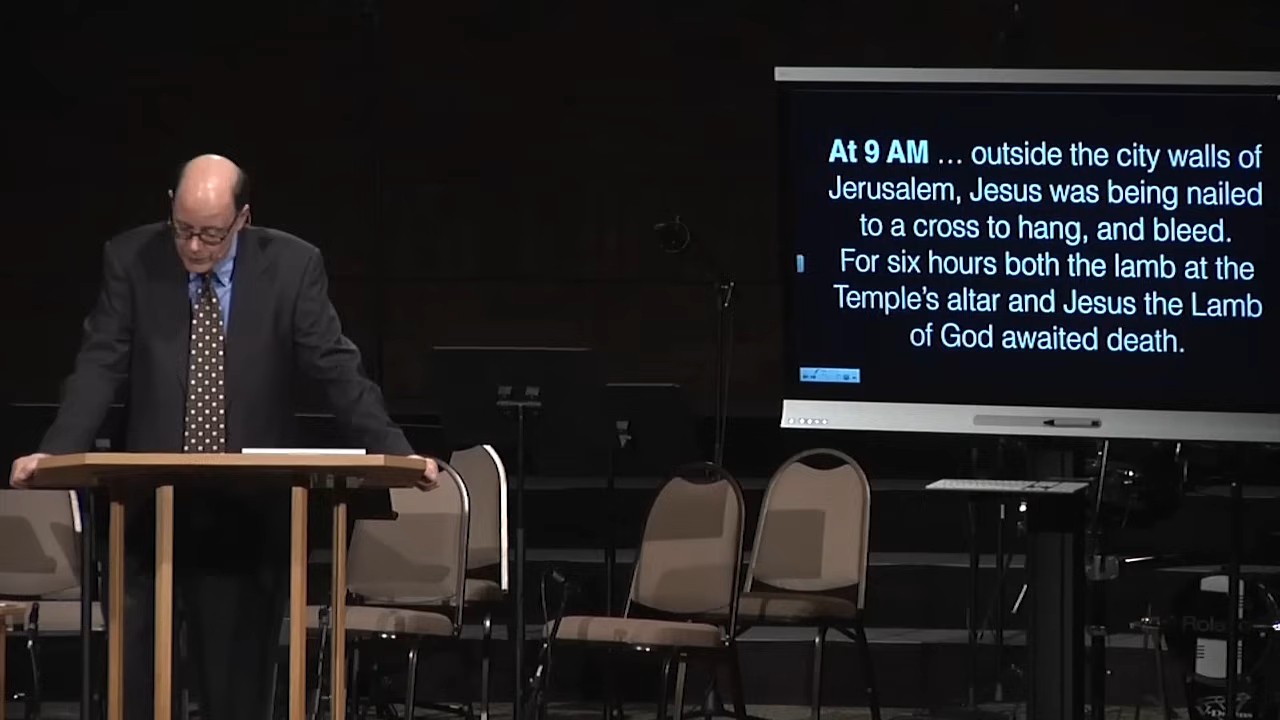 At 9 AM … outside the city walls of
Jerusalem, Jesus was being nailed
to a cross to hang, and bleed.
For six hours both the lamb at the
Temple’s altar and Jesus the Lamb
of God awaited death.
Roland